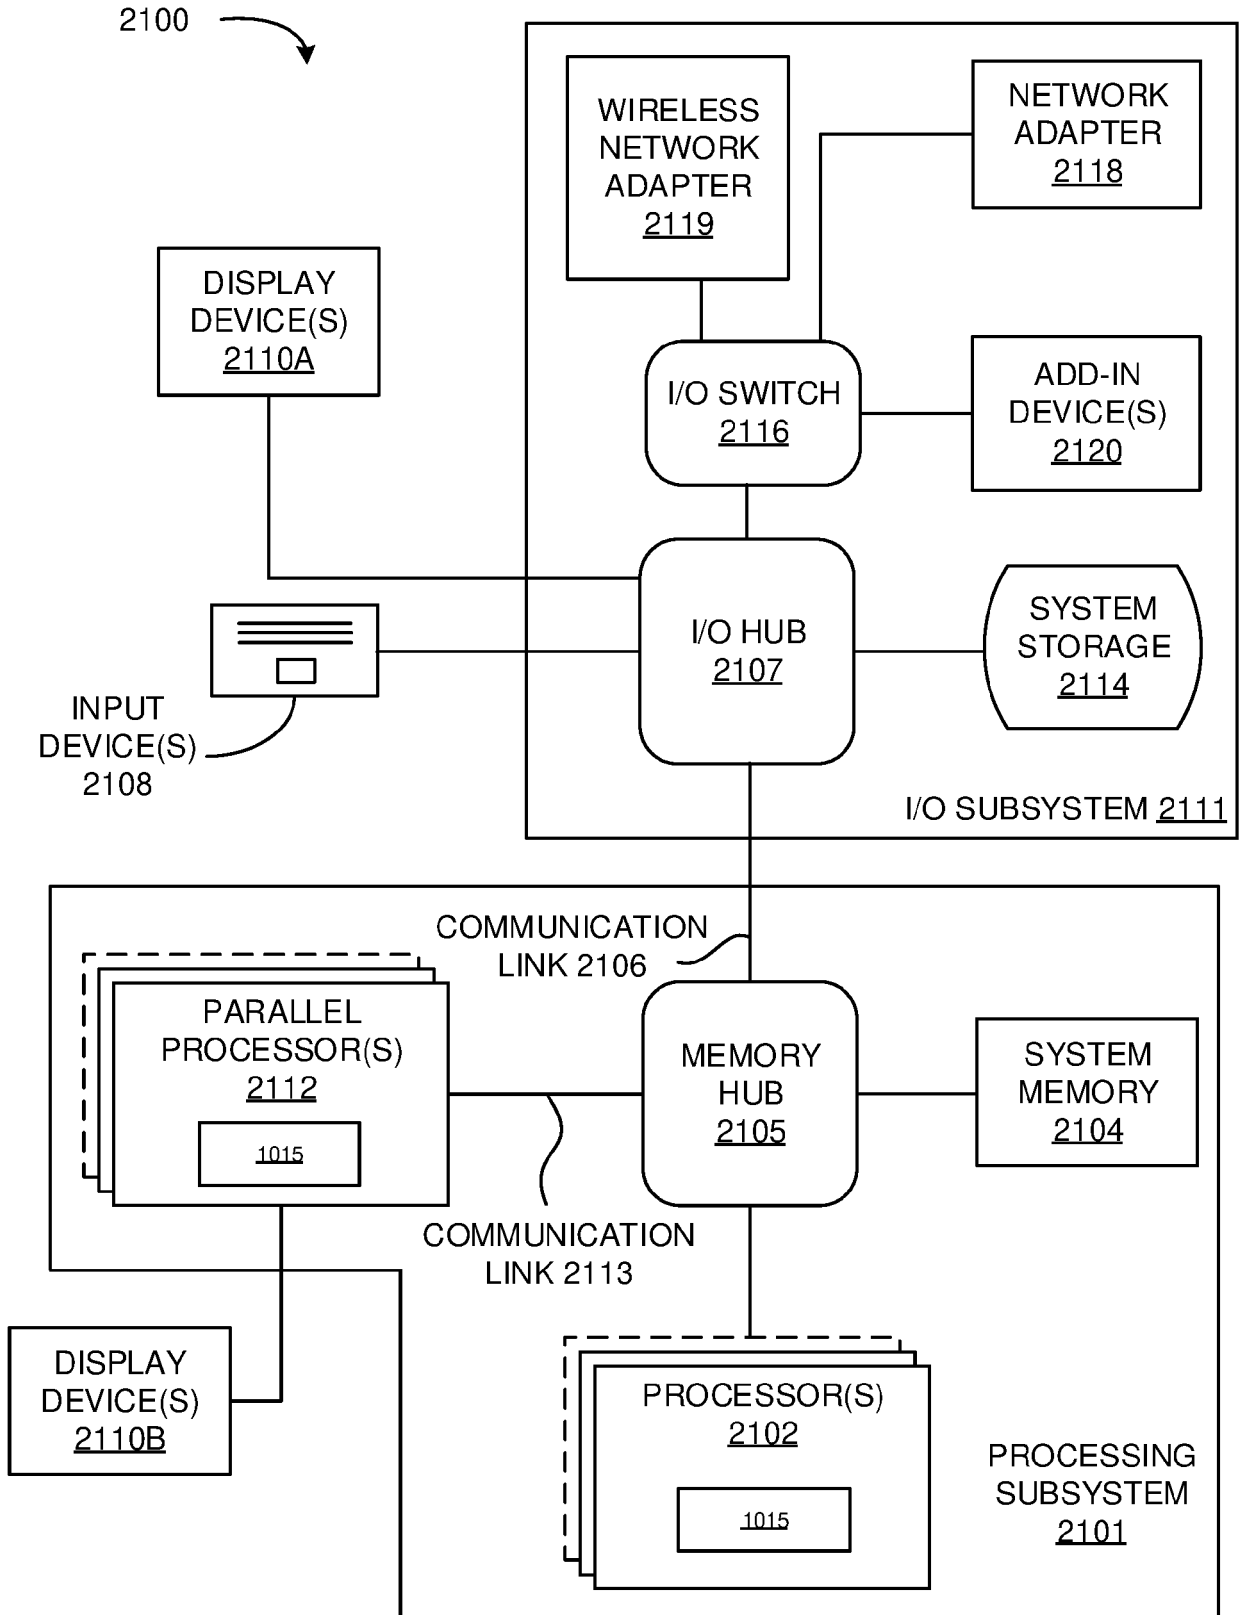 2100
WIRELESS
NETWORK
ADAPTER
2119
NETWORK
ADAPTER
2118
DISPLAY
DEVICE(S)
2110A
I/O SWITCH
2116
ADD-IN
DEVICE(S)
2120
I/O HUB
2107
SYSTEM
STORAGE
2114
INPUT
DEVICE(S)
2108
I/O SUBSYSTEM 2111
COMMUNICATION
LINK 2106
PARALLEL
PROCESSOR(S)
2112
1015
MEMORY
HUB
2105
SYSTEM
MEMORY
2104
COMMUNICATION
LINK 2113
DISPLAY
DEVICE(S)
2110B
PROCESSOR(S)
2102
1015
PROCESSING
SUBSYSTEM
2101